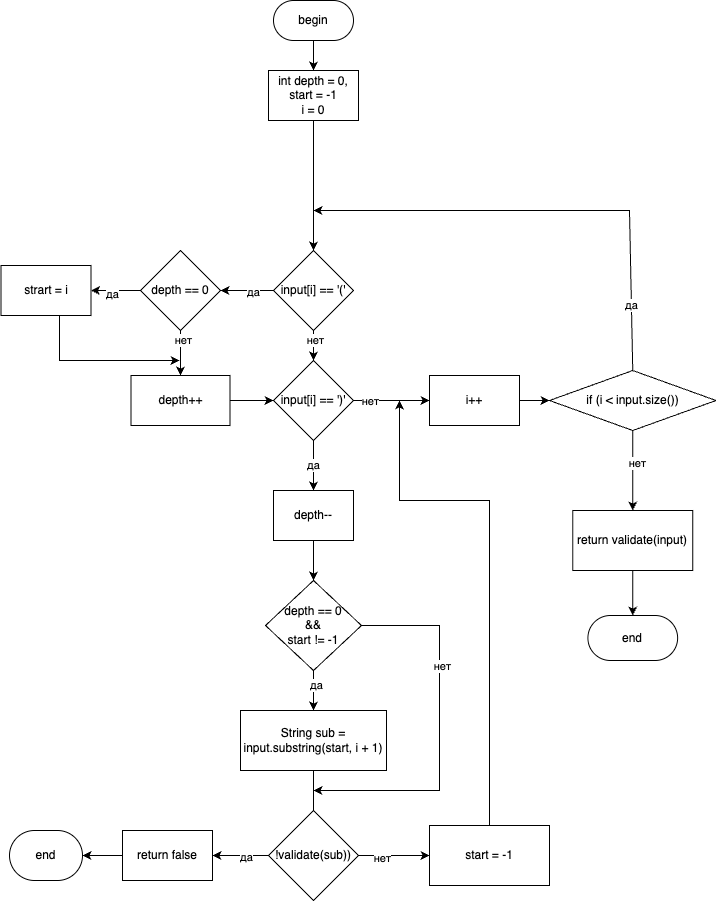 begin
int depth = 0,
start = -1
i = 0
input[i] == '('
да
depth == 0
да
strart = i
нет
нет
да
depth++
input[i] == ')'
нет
i++
if (i < input.size())
да
нет
depth--
return validate(input)
depth == 0
&&
start != -1
end
нет
да
String sub =
input.substring(start, i + 1)
end
return false
да
!validate(sub))
нет
start = -1